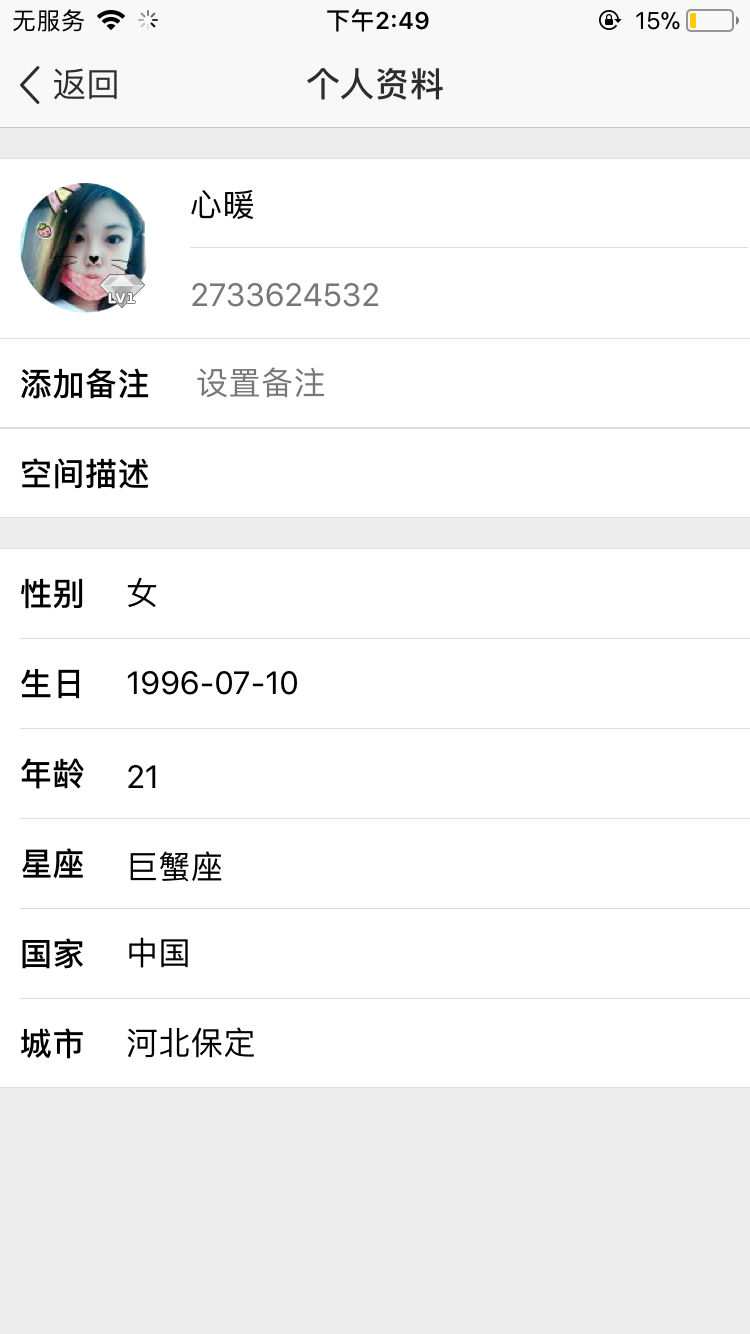 无服务 下午2:49 15%
返回 个人资料
心暖
LV1
2733624532
添加备注 设置备注
空间描述
性别 女
生日 1996-07-10
年龄 21
星座 巨蟹座
国家 中国
城市 河北保定